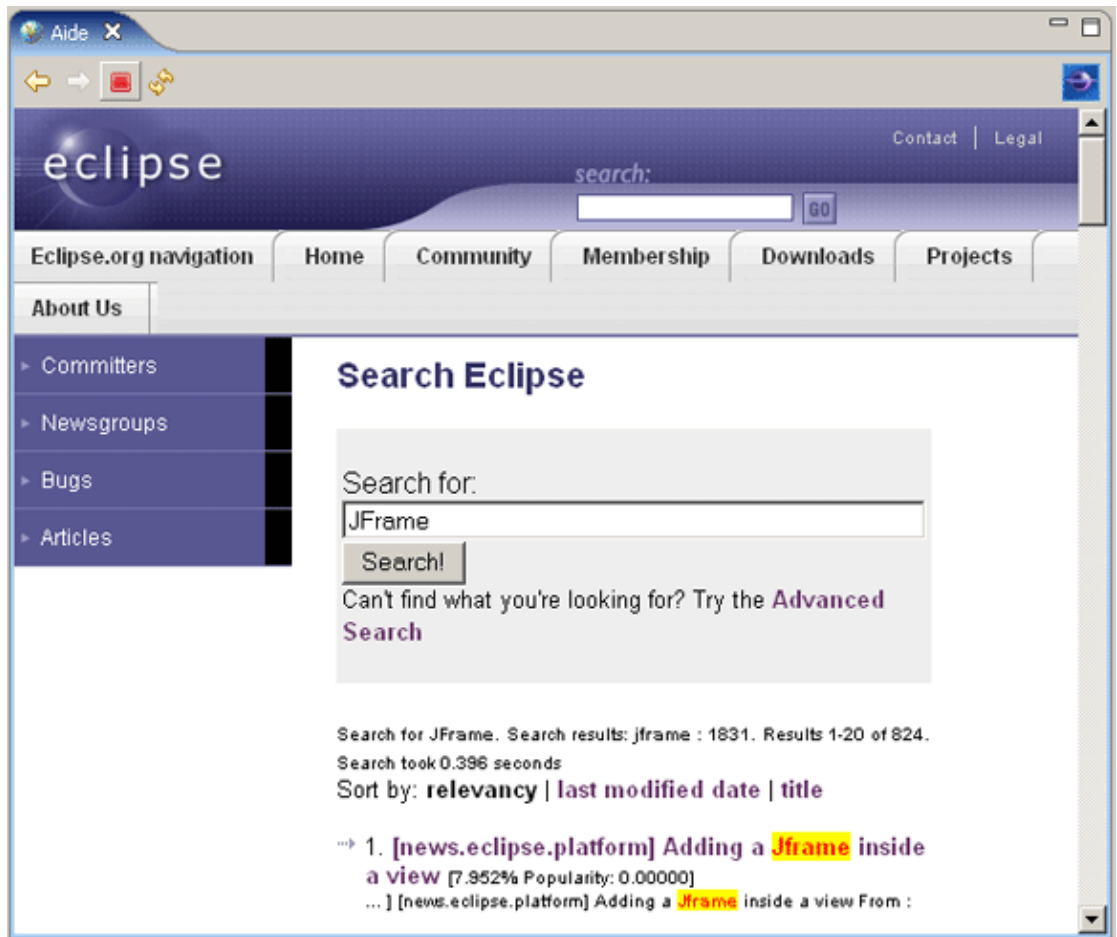 Aide
Contact | Legal
eclipse
search:
GO
Eclipse.org navigation Home Community Membership Downloads Projects
About Us
Committers
Newsgroups
Bugs
Articles
Search Eclipse
Search for:
JFrame
Search!
Can't find what you're looking for? Try the Advanced
Search
Search for JFrame. Search results: jframe : 1831. Results 1-20 of 824.
Search took 0.396 seconds
Sort by: relevancy | last modified date | title
1. [news.eclipse.platform] Adding a Jframe inside
a view [7.952% Popularity: 0.00000]
... ] [news.eclipse.platform] Adding a Jframe inside a view From :